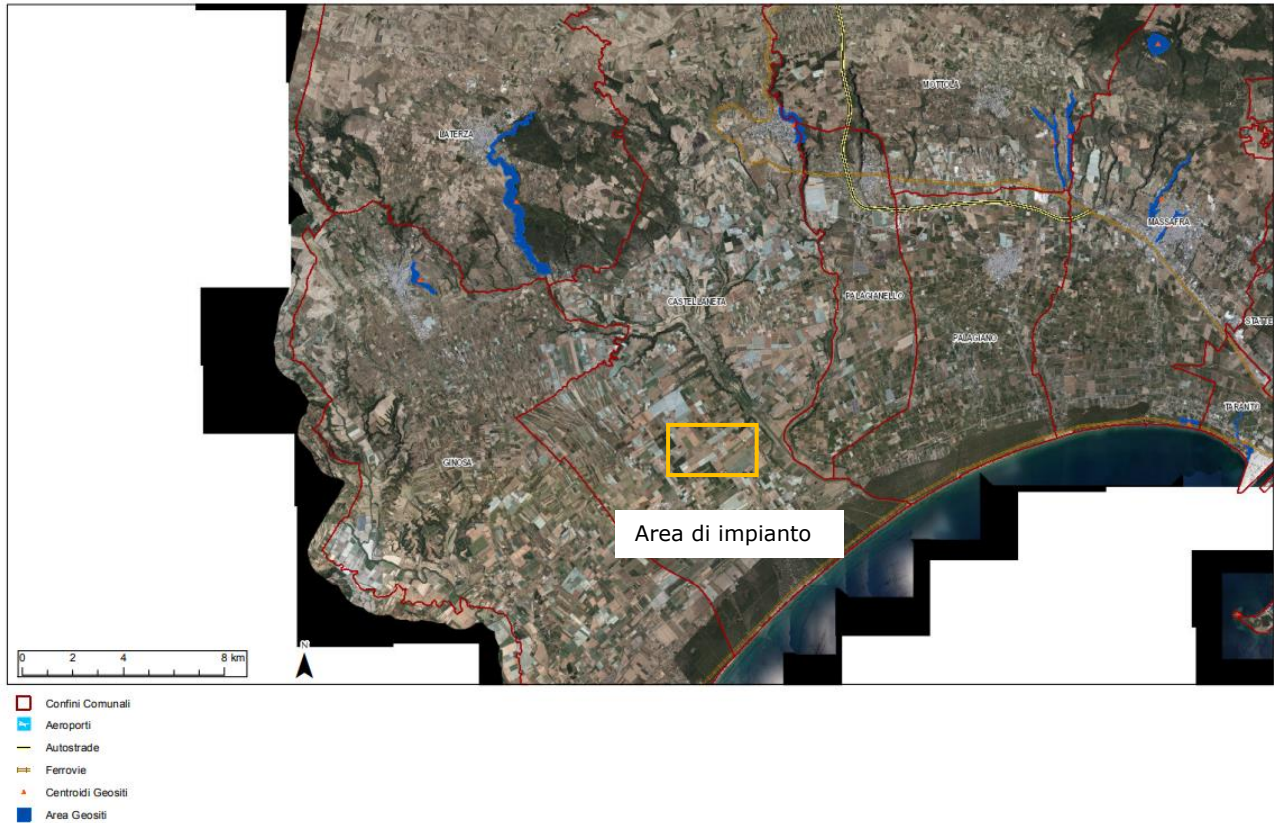 MOTTOLA
LATERZA
MASSAFRA
CASTELLANETA
PALAGIANELLO
STATTE
PALAGIANO
TARANTO
GINOSA
Area di impianto
0 2 4 8 km
N
Confini Comunali
Aeroporti
Autostrade
Ferrovie
Centroidi Geositi
Area Geositi